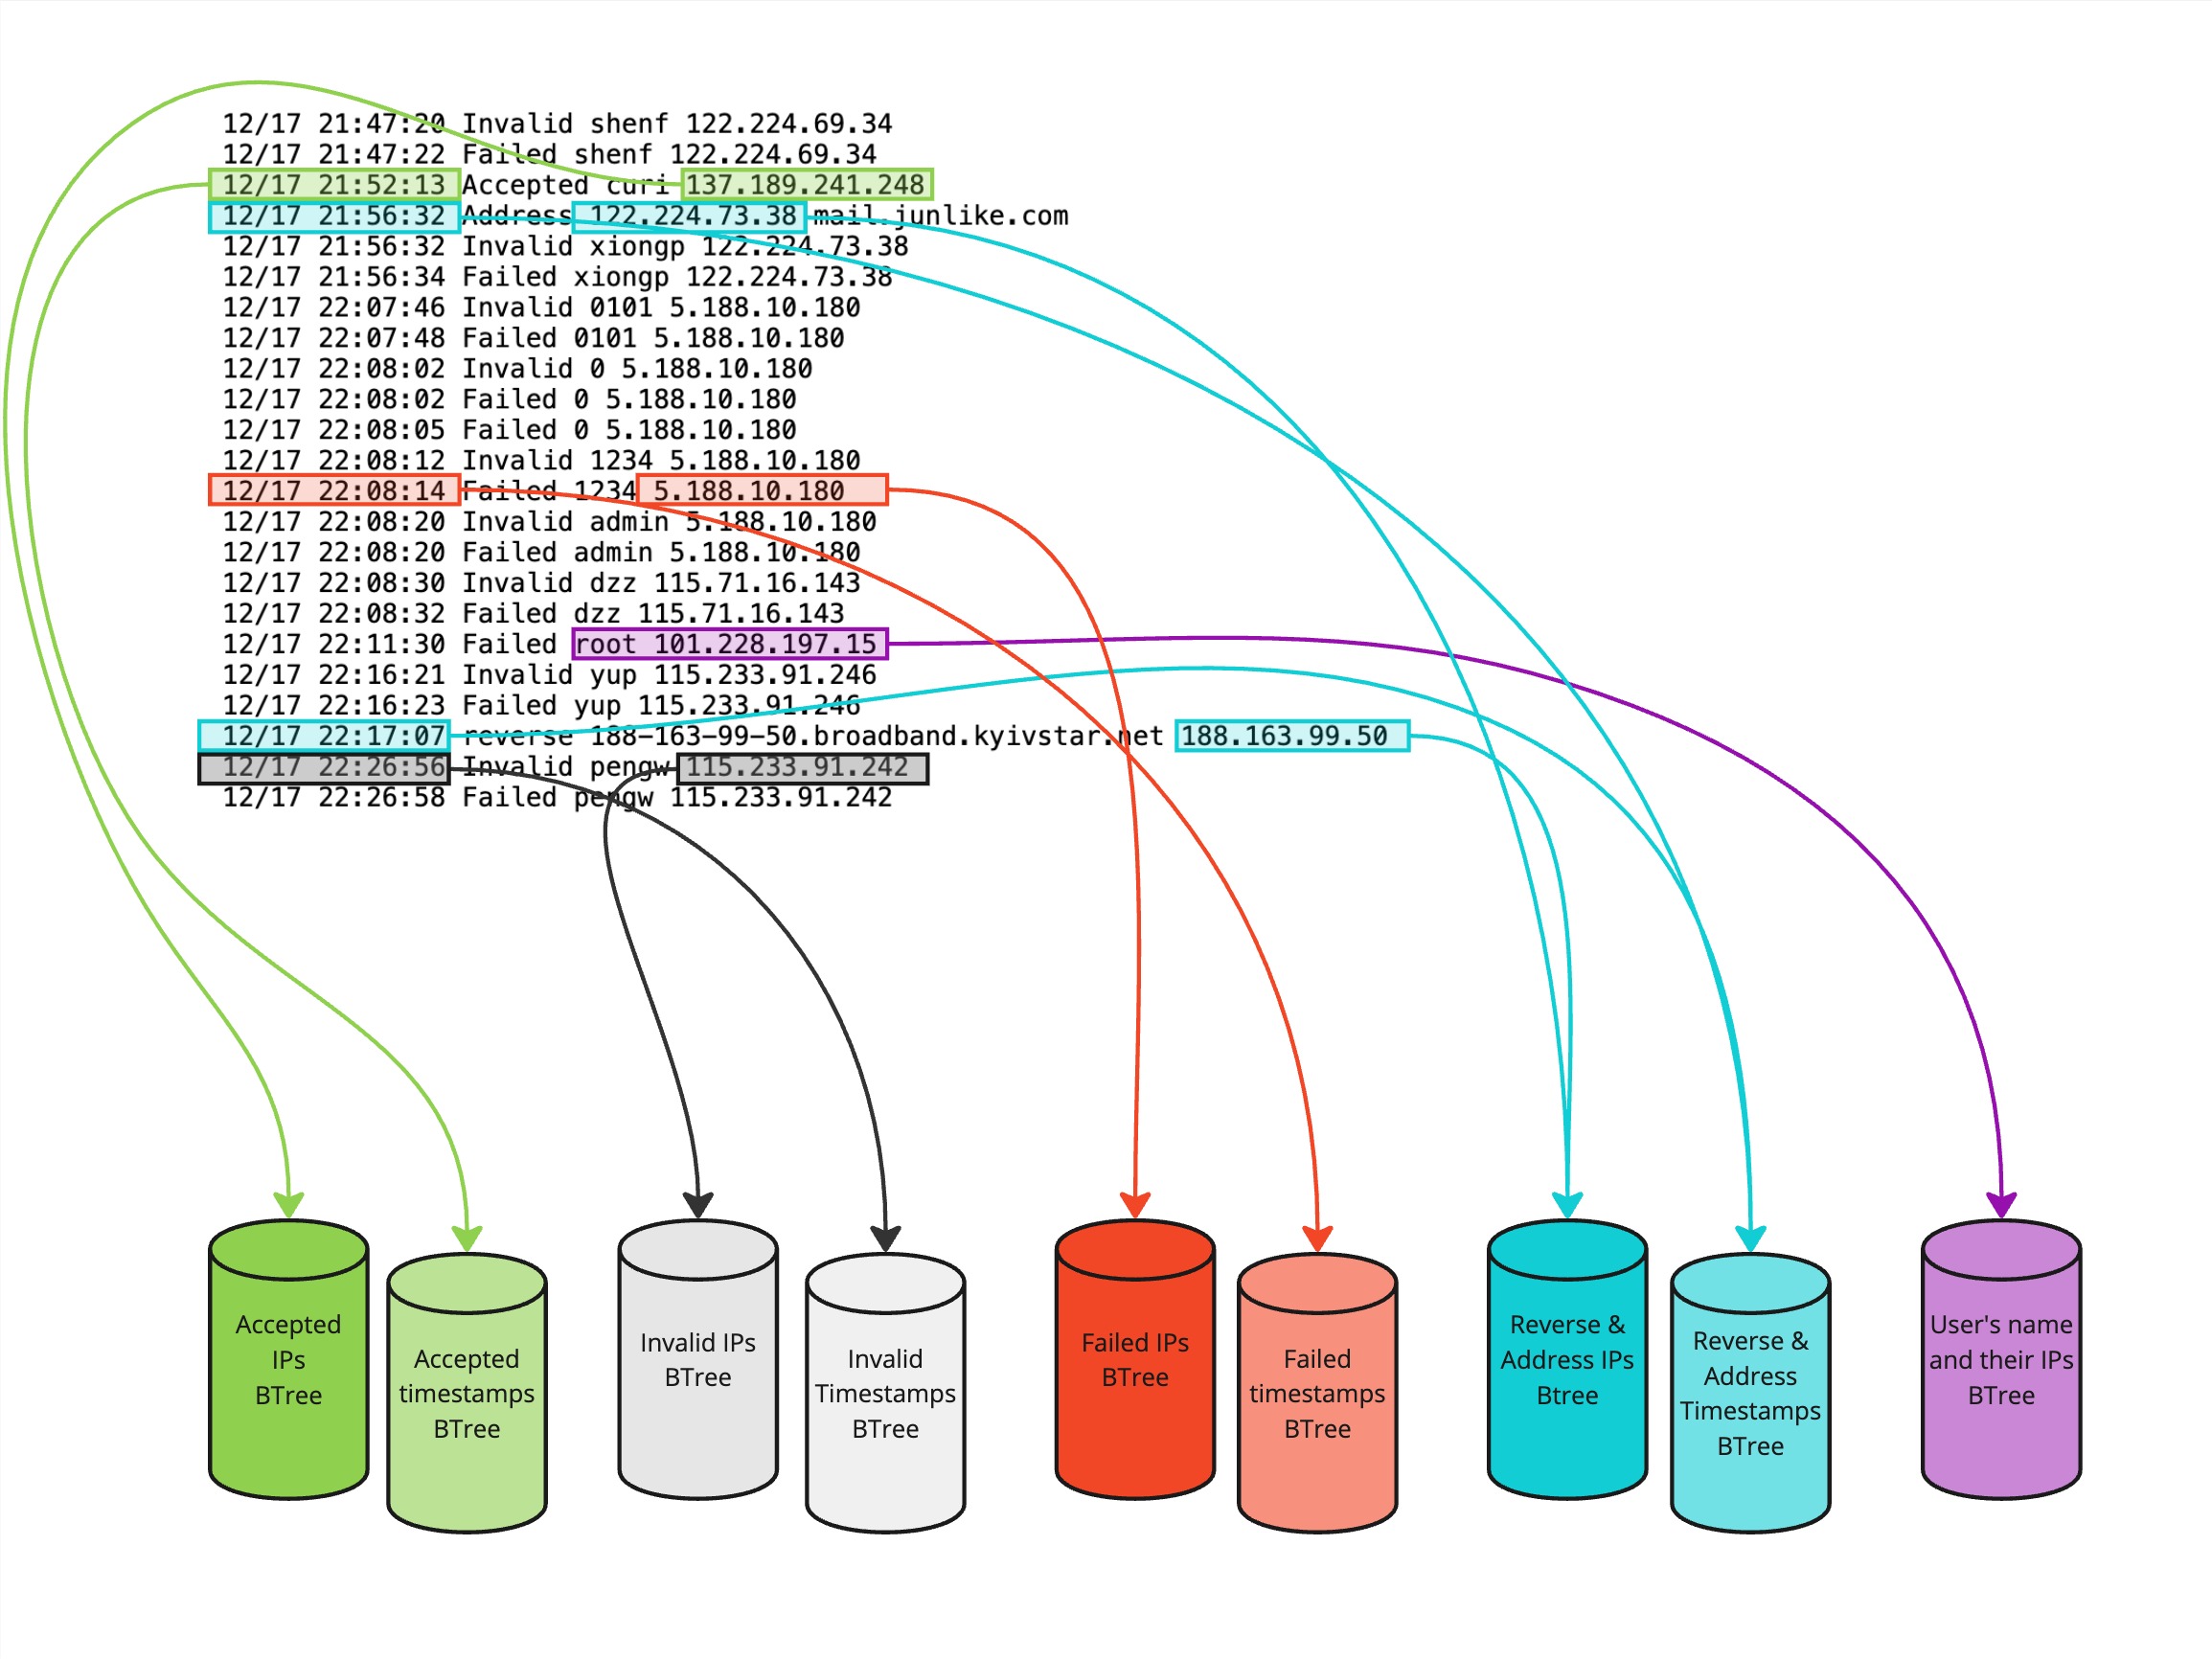 12/17 21:47:20 Invalid shenf 122.224.69.34
12/17 21:47:22 Failed shenf 122.224.69.34
12/17 21:52:13 Accepted curi 137.189.241.248
12/17 21:56:32 Address 122.224.73.38 mail.junlike.com
12/17 21:56:32 Invalid xiongp 122.224.73.38
12/17 21:56:34 Failed xiongp 122.224.73.38
12/17 22:07:46 Invalid 0101 5.188.10.180
12/17 22:07:48 Failed 0101 5.188.10.180
12/17 22:08:02 Invalid 0 5.188.10.180
12/17 22:08:02 Failed 0 5.188.10.180
12/17 22:08:05 Failed 0 5.188.10.180
12/17 22:08:12 Invalid 1234 5.188.10.180
12/17 22:08:14 Failed 1234 5.188.10.180
12/17 22:08:20 Invalid admin 5.188.10.180
12/17 22:08:20 Failed admin 5.188.10.180
12/17 22:08:30 Invalid dzz 115.71.16.143
12/17 22:08:32 Failed dzz 115.71.16.143
12/17 22:11:30 Failed root 101.228.197.15
12/17 22:16:21 Invalid yup 115.233.91.246
12/17 22:16:23 Failed yup 115.233.91.246
12/17 22:17:07 reverse 188-163-99-50.broadband.kyivstar.net 188.163.99.50
12/17 22:26:56 Invalid pengw 115.233.91.242
12/17 22:26:58 Failed pengw 115.233.91.242
Accepted
IPs
BTree
Accepted
timestamps
BTree
Invalid IPs
BTree
Invalid
Timestamps
BTree
Failed IPs
BTree
Failed
timestamps
BTree
Reverse &
Address IPs
Btree
Reverse &
Address
Timestamps
BTree
User's name
and their IPs
BTree